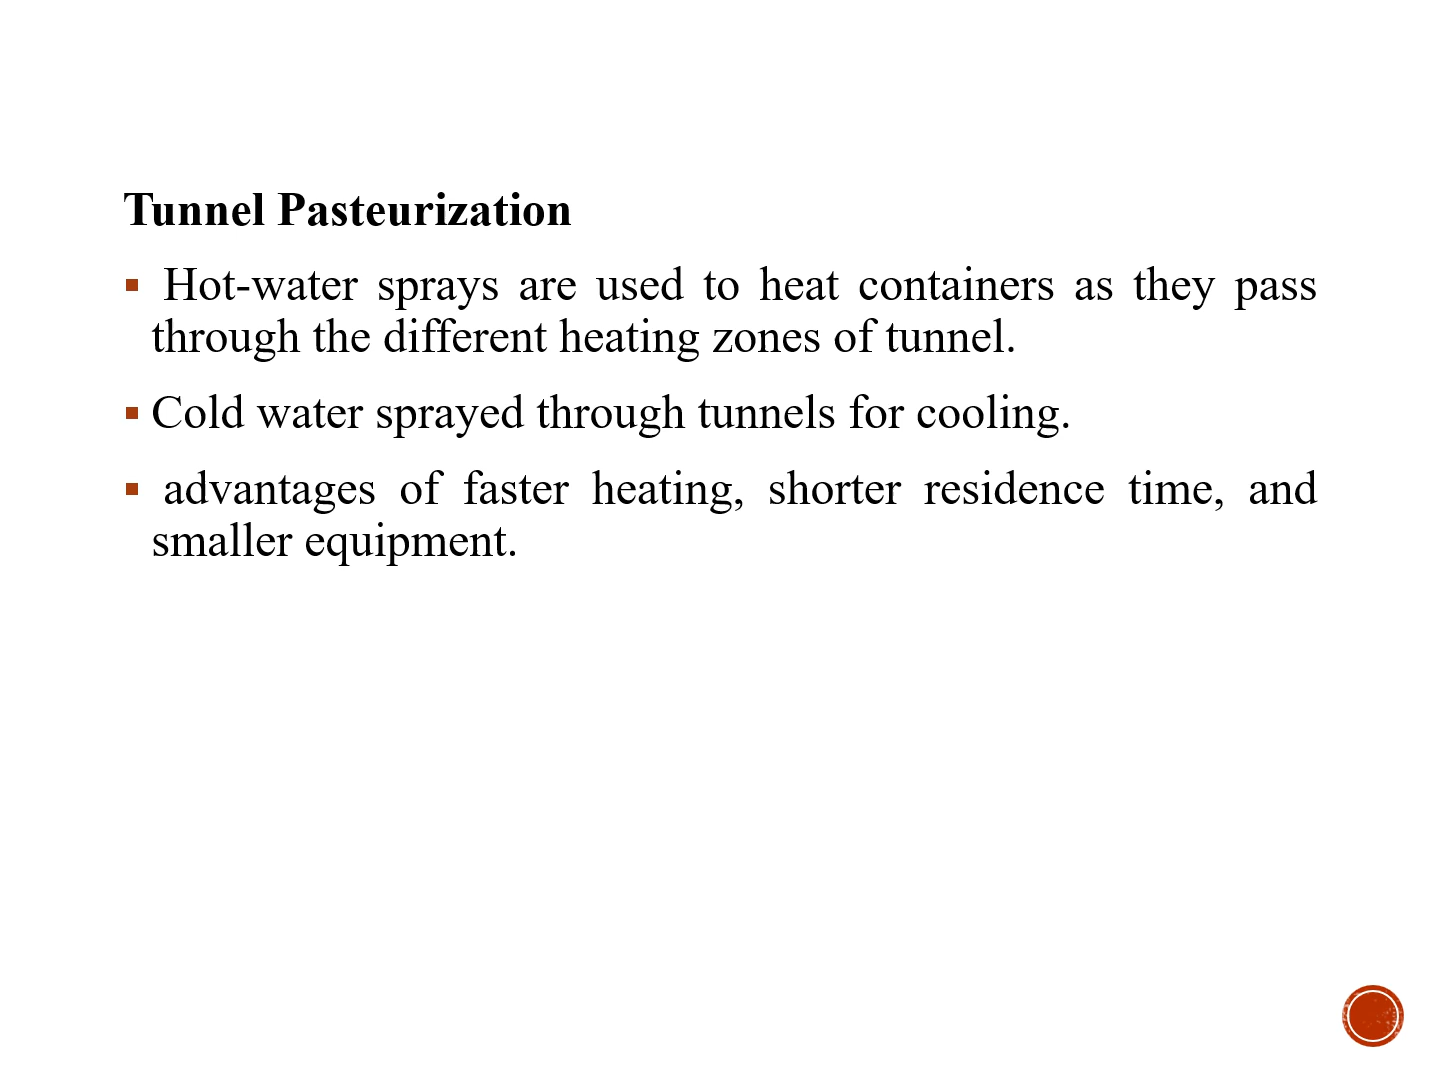 Tunnel Pasteurization
▪ Hot-water sprays are used to heat containers as they pass
through the different heating zones of tunnel.
▪ Cold water sprayed through tunnels for cooling.
▪ advantages of faster heating, shorter residence time, and
smaller equipment.